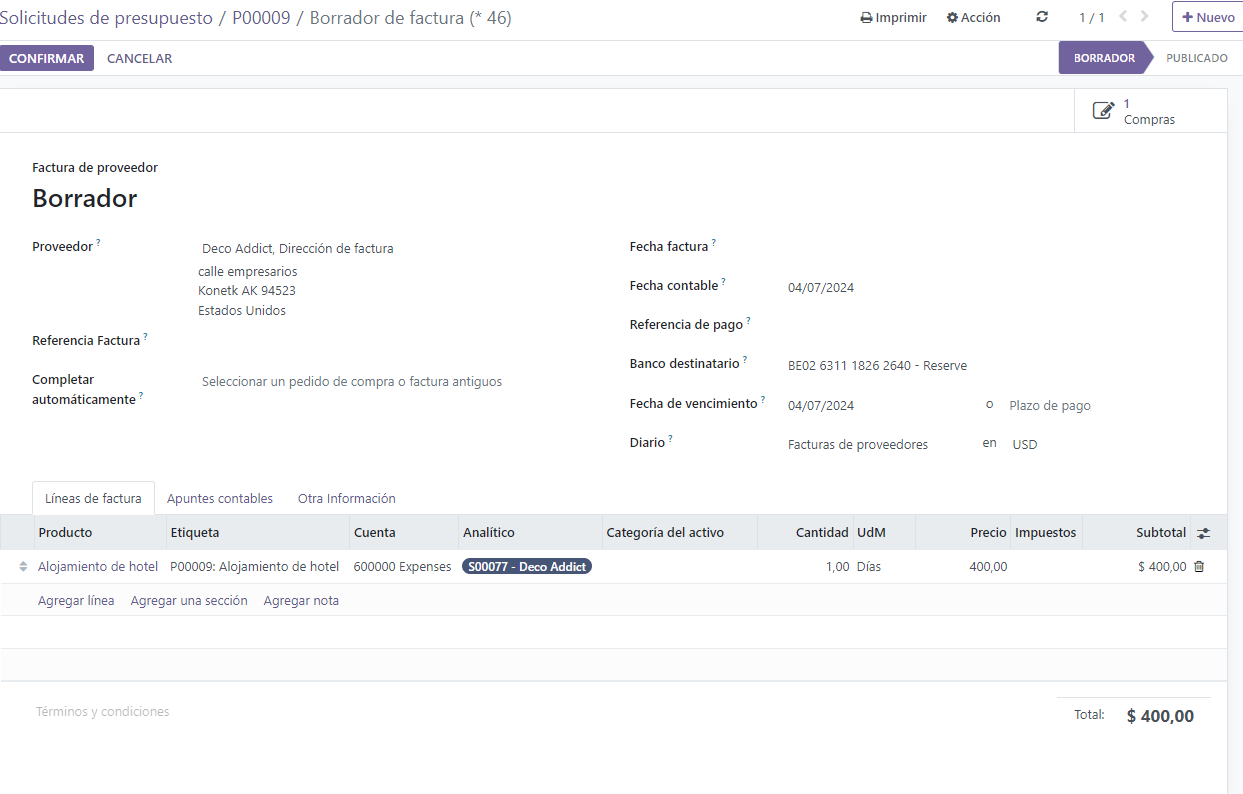 Solicitudes de presupuesto / P00009 / Borrador de factura (* 46)
Imprimir Acción 1 / 1 Nuevo
CONFIRMAR CANCELAR BORRADOR PUBLICADO
1
Compras
Factura de proveedor
Borrador
Proveedor ? Deco Addict, Dirección de factura
calle empresarios
Konetk AK 94523
Estados Unidos
Referencia Factura ?
Completar
automáticamente ? Seleccionar un pedido de compra o factura antiguos
Fecha factura ?
Fecha contable ? 04/07/2024
Referencia de pago ?
Banco destinatario ? BE02 6311 1826 2640 - Reserve
Fecha de vencimiento ? 04/07/2024 o Plazo de pago
Diario ? Facturas de proveedores en USD
Líneas de factura Apuntes contables Otra Información
Producto Etiqueta Cuenta Analítico Categoría del activo Cantidad UdM Precio Impuestos Subtotal
Alojamiento de hotel P00009: Alojamiento de hotel 600000 Expenses S00077 - Deco Addict 1,00 Días 400,00 $ 400,00
Agregar línea Agregar una sección Agregar nota
Términos y condiciones
Total: $ 400,00